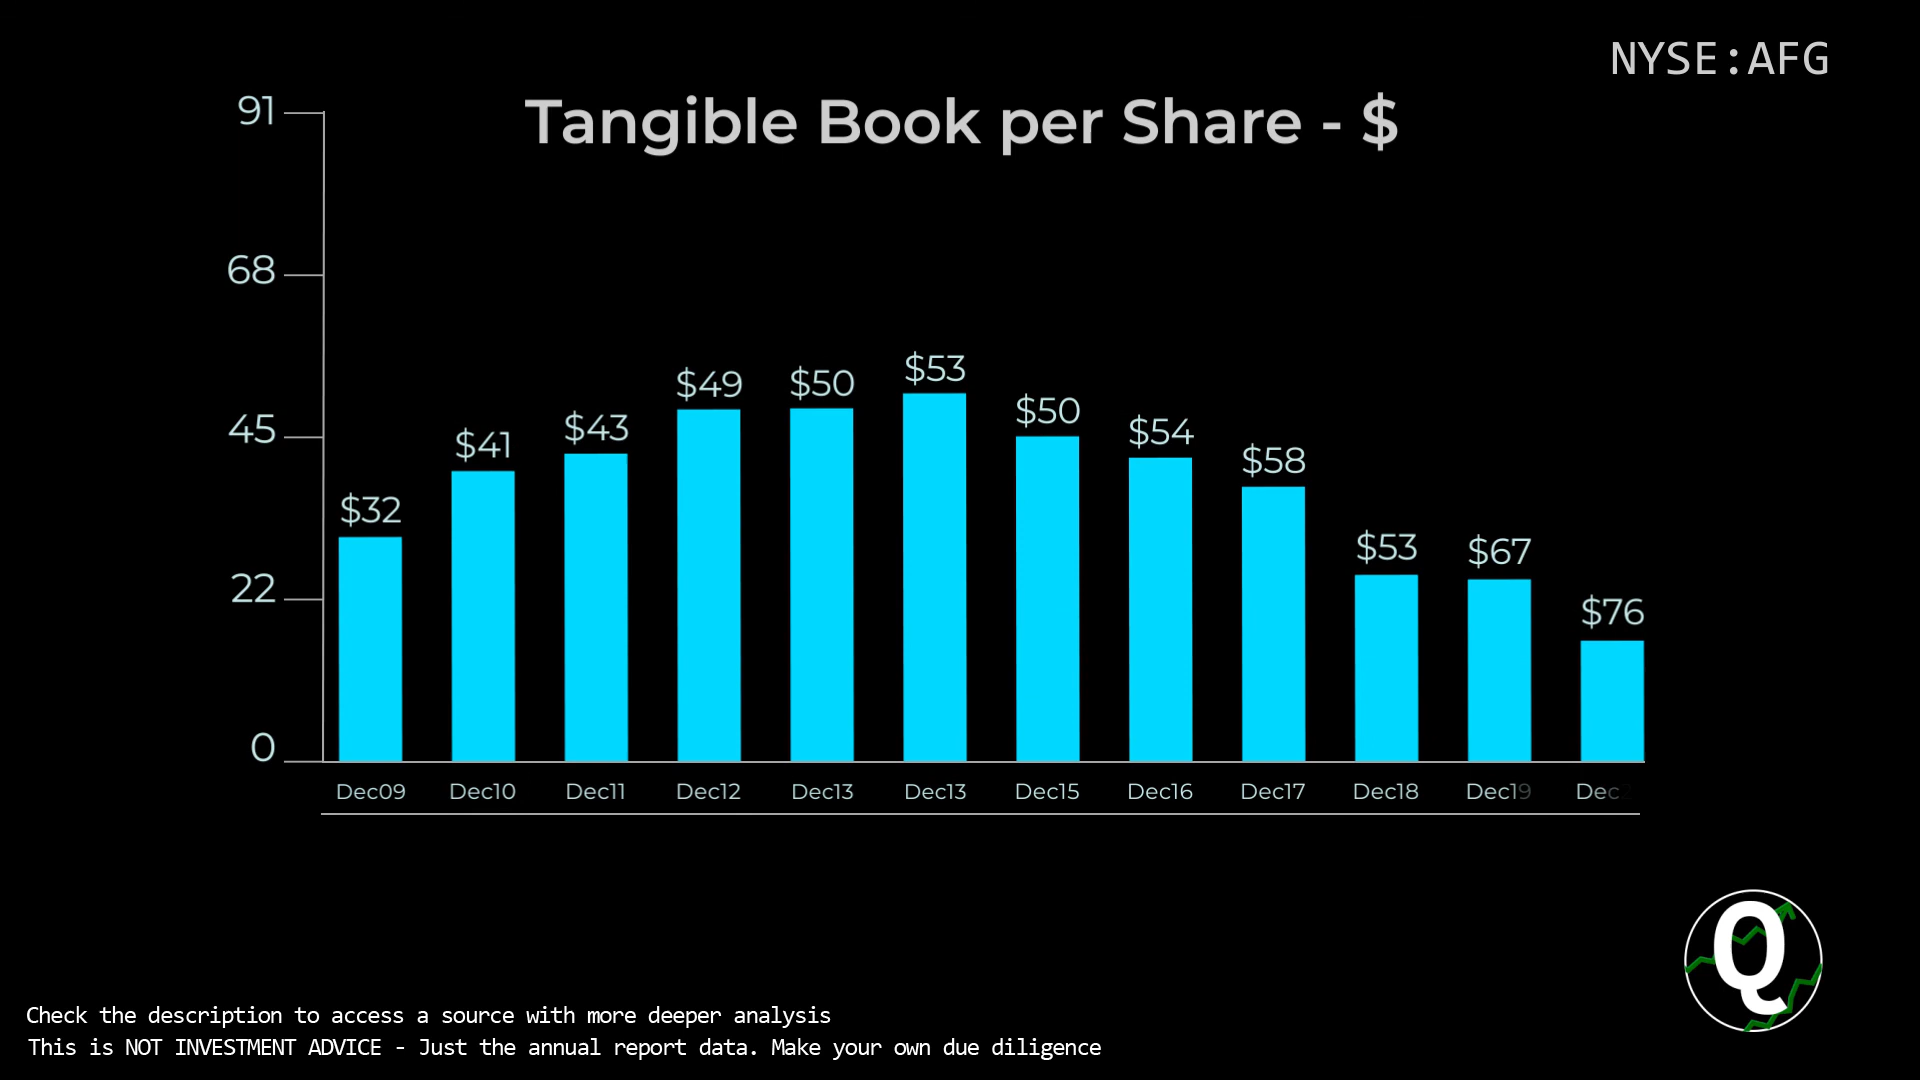 NYSE:AFG
Tangible Book per Share - $
91
68
45
22
0
$32
$41
$43
$49
$50
$53
$50
$54
$58
$53
$67
$76
Dec09 Dec10 Dec11 Dec12 Dec13 Dec13 Dec15 Dec16 Dec17 Dec18 Dec19
Q
Check the description to access a source with more deeper analysis
This is NOT INVESTMENT ADVICE - Just the annual report data. Make your own due diligence